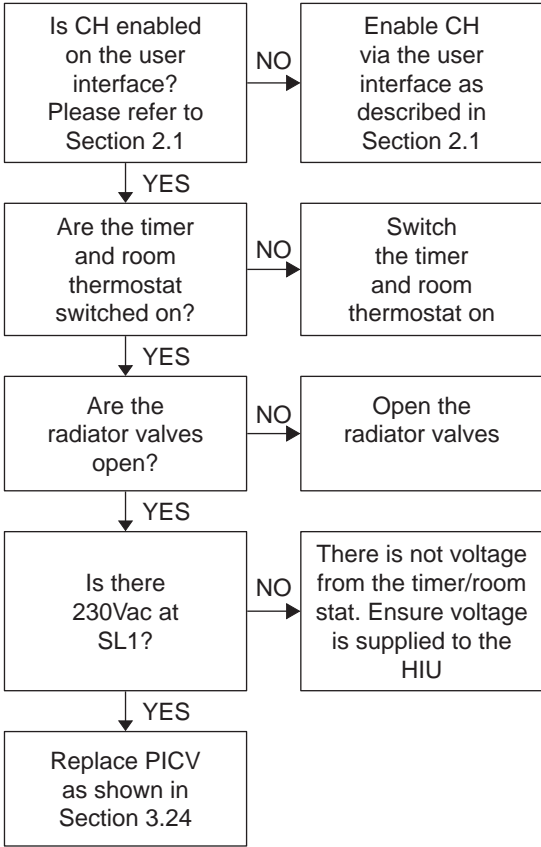 Is CH enabled
on the user
interface?
Please refer to
Section 2.1
NO
Enable CH
via the user
interface as
described in
Section 2.1
YES
Are the timer
and room
thermostat
switched on?
NO
Switch
the timer
and room
thermostat on
YES
Are the
radiator valves
open?
NO
Open the
radiator valves
YES
Is there
230Vac at
SL1?
NO
There is not voltage
from the timer/room
stat. Ensure voltage
is supplied to the
HIU
YES
Replace PICV
as shown in
Section 3.24